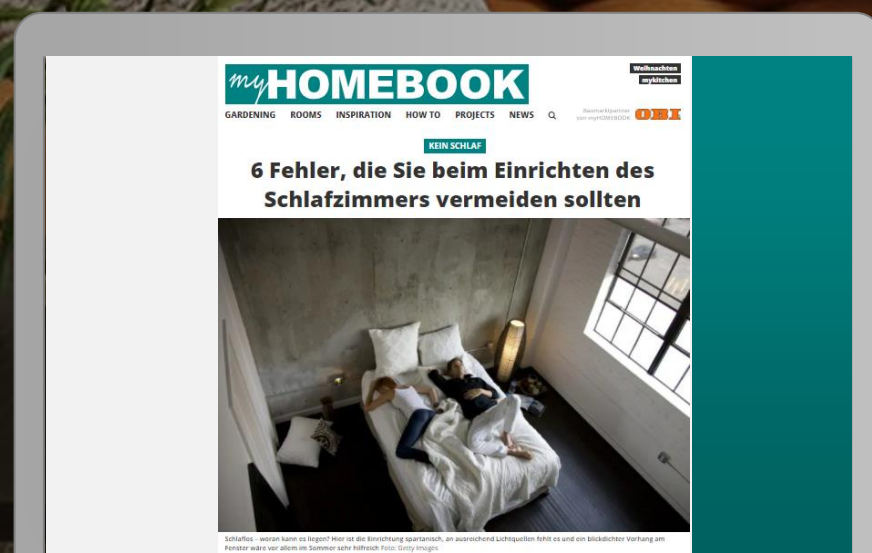 myHOMEBOOK
Weihnachten
mykitchen
GARDENING ROOMS INSPIRATION HOW TO PROJECTS NEWS
Baumarktpartner
von myHOMEBOOK OBI
KEIN SCHLAF
6 Fehler, die Sie beim Einrichten des
Schlafzimmers vermeiden sollten
Schlaflos – woran kann es liegen? Hier ist die Einrichtung spartanisch, an ausreichend Lichtquellen fehlt es und ein blickdichter Vorhang am
Fenster wäre vor allem im Sommer sehr hilfreich Foto: Getty Images